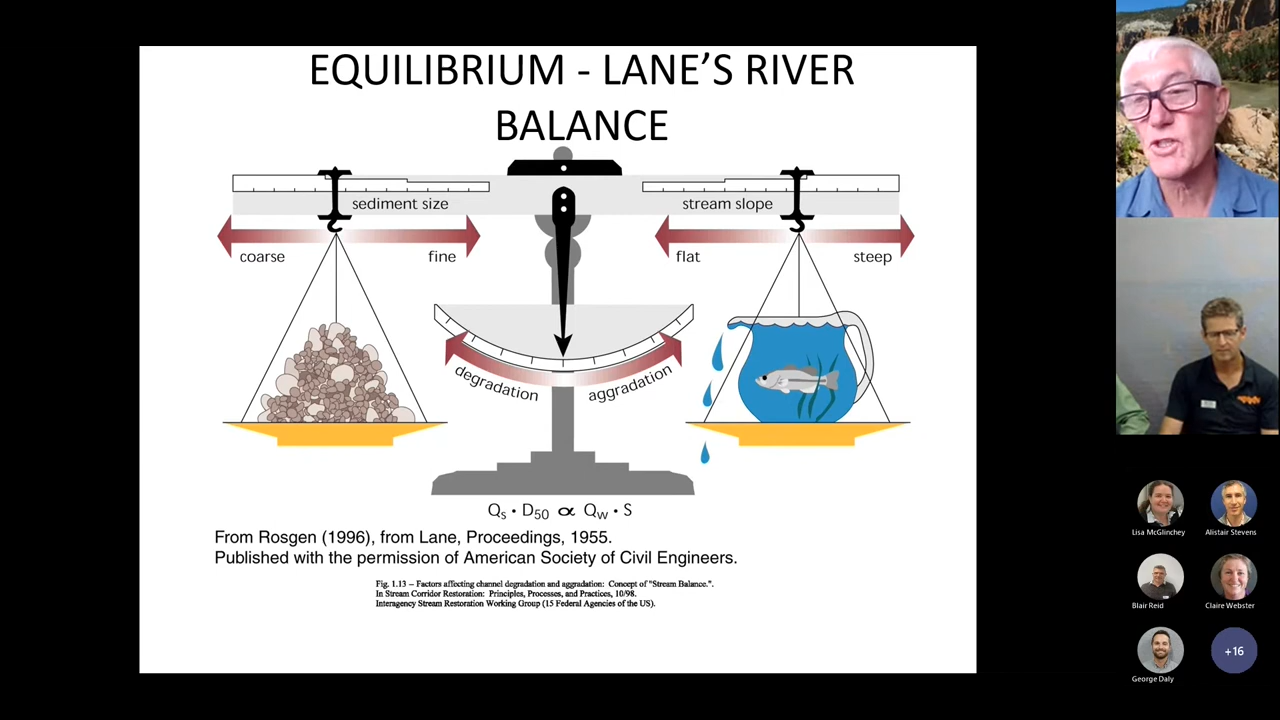 EQUILIBRIUM - LANE’S RIVER
BALANCE
sediment size
stream slope
coarse
fine
flat
steep
degradation
aggradation
Qs • D50 ∝ Qw • S
From Rosgen (1996), from Lane, Proceedings, 1955.
Published with the permission of American Society of Civil Engineers.
Fig. 1.13 – Factors affecting channel degradation and aggradation: Concept of "Stream Balance.".
In Stream Corridor Restoration: Principles, Processes, and Practices, 10/98.
Interagency Stream Restoration Working Group (15 Federal Agencies of the US).
Lisa McGlinchey
Alistair Stevens
Blair Reid
Claire Webster
George Daly
+16